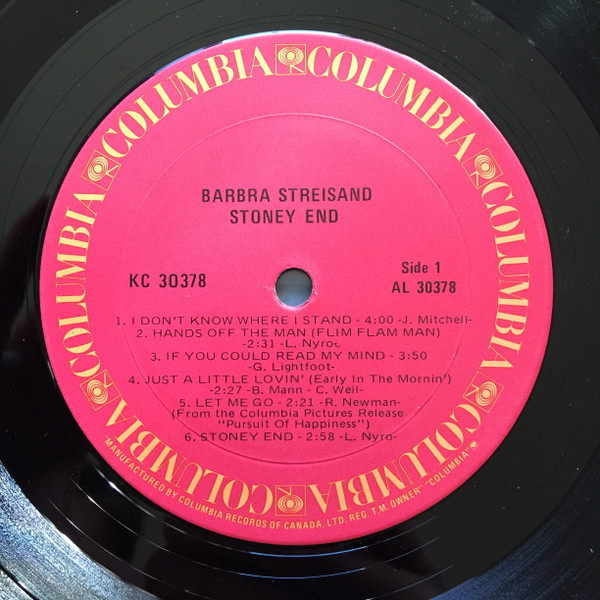 COLUMBIA COLUMBIA COLUMBIA COLUMBIA COLUMBIA COLUMBIA COLUMBIA
BARBRA STREISAND
STONEY END
KC 30378
Side 1
AL 30378
1. I DON'T KNOW WHERE I STAND - 4:00 -J. Mitchell-
2. HANDS OFF THE MAN (FLIM FLAM MAN)
-2:31 -L. Nyro-
3. IF YOU COULD READ MY MIND - 3:50
-G. Lightfoot-
4. JUST A LITTLE LOVIN' (Early In The Mornin')
-2:27 -B. Mann - C. Weil-
5. LET ME GO - 2:21 -R. Newman-
(From the Columbia Pictures Release
"Pursuit Of Happiness")
6. STONEY END - 2:58 -L. Nyro-
"MANUFACTURED BY COLUMBIA RECORDS OF CANADA, LTD. REG. T.M. OWNER" "COLUMBIA"